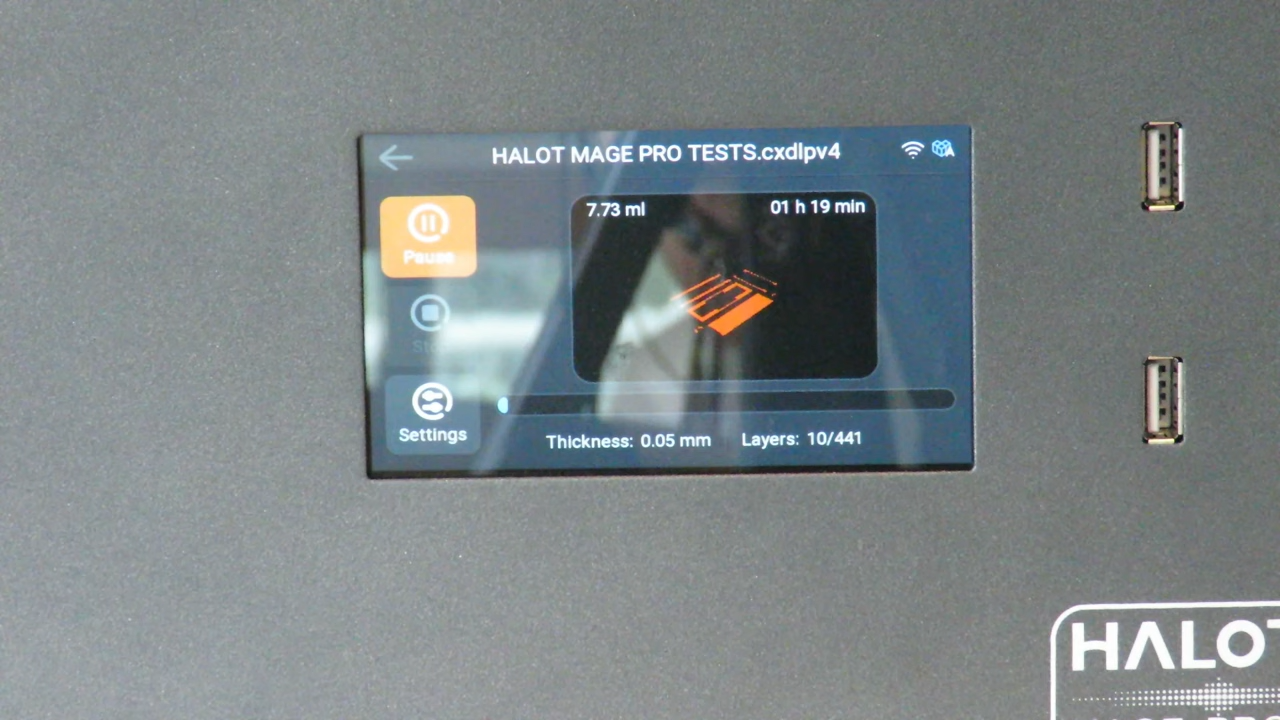 HALOT MAGE PRO TESTS.cxdlpv4
7.73 ml
01 h 19 min
Pause
Settings
Thickness: 0.05 mm
Layers: 10/441